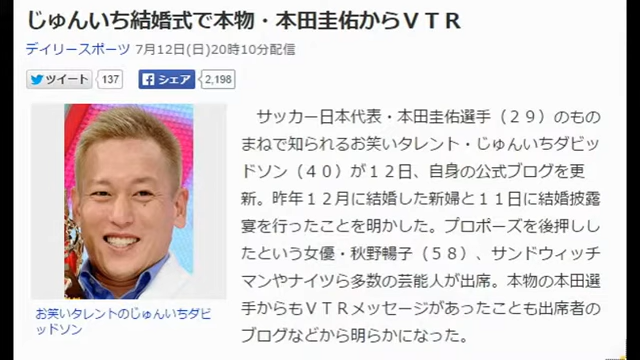 じゅんいち結婚式で本物・本田圭佑からＶＴＲ
デイリースポーツ 7月12日(日)20時10分配信
ツイート 137 シェア 2,198
サッカー日本代表・本田圭佑選手（２９）のもの
まねで知られるお笑いタレント・じゅんいちダビッ
ドソン（４０）が１２日、自身の公式ブログを更
新。昨年１２月に結婚した新婦と１１日に結婚披露
宴を行ったことを明かした。プロポーズを後押しし
たという女優・秋野暢子（５８）、サンドウィッチ
マンやナイツら多数の芸能人が出席。本物の本田選
手からもＶＴＲメッセージがあったことも出席者の
ブログなどから明らかになった。
お笑いタレントのじゅんいちダビ
ッドソン